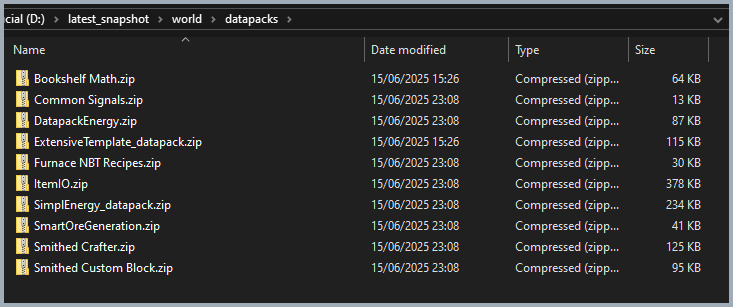 cial (D:) > latest_snapshot > world > datapacks >
Name Date modified Type Size
Bookshelf Math.zip 15/06/2025 15:26 Compressed (zipp... 64 KB
Common Signals.zip 15/06/2025 23:08 Compressed (zipp... 13 KB
DatapackEnergy.zip 15/06/2025 23:08 Compressed (zipp... 87 KB
ExtensiveTemplate_datapack.zip 15/06/2025 15:26 Compressed (zipp... 115 KB
Furnace NBT Recipes.zip 15/06/2025 23:08 Compressed (zipp... 30 KB
ItemIO.zip 15/06/2025 23:08 Compressed (zipp... 378 KB
SimplEnergy_datapack.zip 15/06/2025 23:08 Compressed (zipp... 234 KB
SmartOreGeneration.zip 15/06/2025 23:08 Compressed (zipp... 41 KB
Smithed Crafter.zip 15/06/2025 23:08 Compressed (zipp... 125 KB
Smithed Custom Block.zip 15/06/2025 23:08 Compressed (zipp... 95 KB